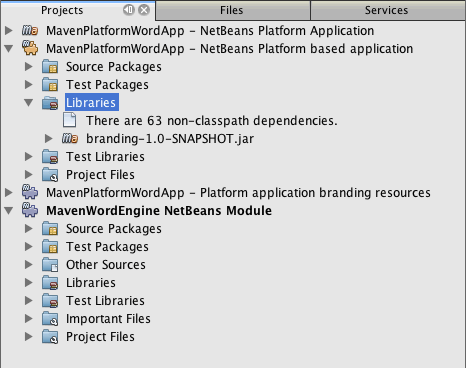 Projects Files Services
MavenPlatformWordApp - NetBeans Platform Application
MavenPlatformWordApp - NetBeans Platform based application
Source Packages
Test Packages
Libraries
There are 63 non-classpath dependencies.
branding-1.0-SNAPSHOT.jar
Test Libraries
Project Files
MavenPlatformWordApp - Platform application branding resources
MavenWordEngine NetBeans Module
Source Packages
Test Packages
Other Sources
Libraries
Test Libraries
Important Files
Project Files